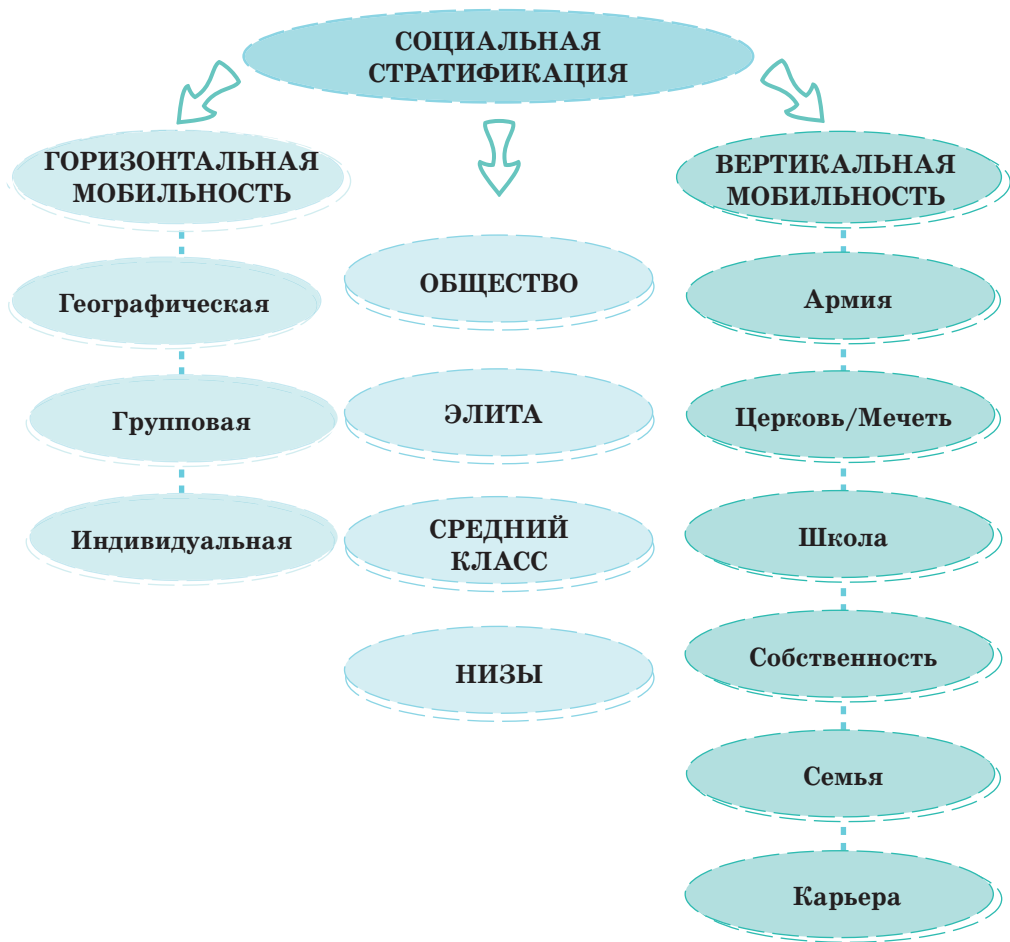 СОЦИАЛЬНАЯ
СТРАТИФИКАЦИЯ
ГОРИЗОНТАЛЬНАЯ
МОБИЛЬНОСТЬ
Географическая
Групповая
Индивидуальная
ОБЩЕСТВО
ЭЛИТА
СРЕДНИЙ
КЛАСС
НИЗЫ
ВЕРТИКАЛЬНАЯ
МОБИЛЬНОСТЬ
Армия
Церковь/Мечеть
Школа
Собственность
Семья
Карьера